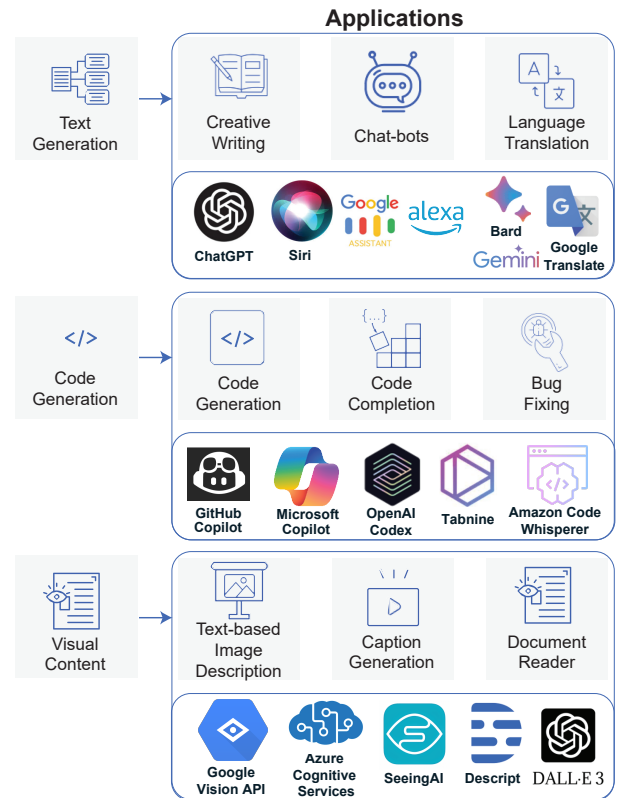 Applications
Text
Generation
Creative
Writing
Chat-bots
A
文
Language
Translation
ChatGPT
Siri
Google
ASSISTANT
alexa
Bard
Gemini
G
文
Google
Translate
</>
Code
Generation
</>
Code
Generation
{...}
Code
Completion
Bug
Fixing
GitHub
Copilot
Microsoft
Copilot
OpenAI
Codex
Tabnine
</>
Amazon Code
Whisperer
Visual
Content
Text-based
Image
Description
Caption
Generation
Document
Reader
Google
Vision API
Azure
Cognitive
Services
SeeingAI
Descript
DALL·E 3